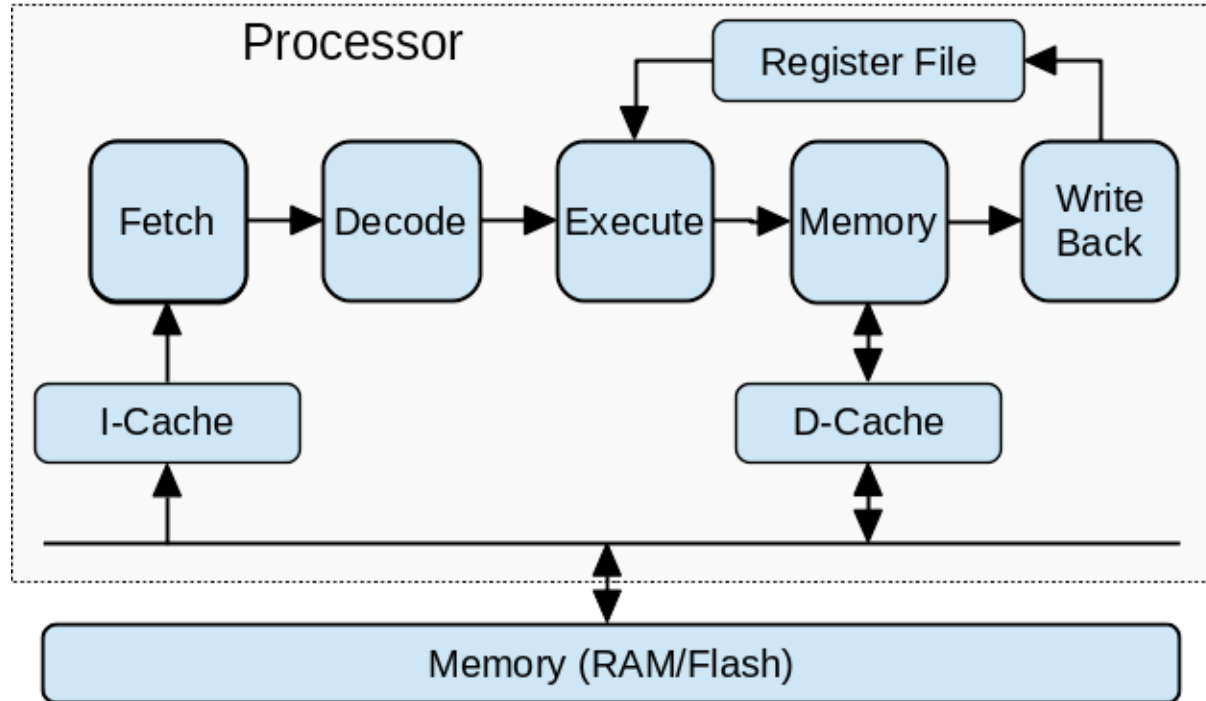 Processor
Register File
Fetch
Decode
Execute
Memory
Write
Back
I-Cache
D-Cache
Memory (RAM/Flash)